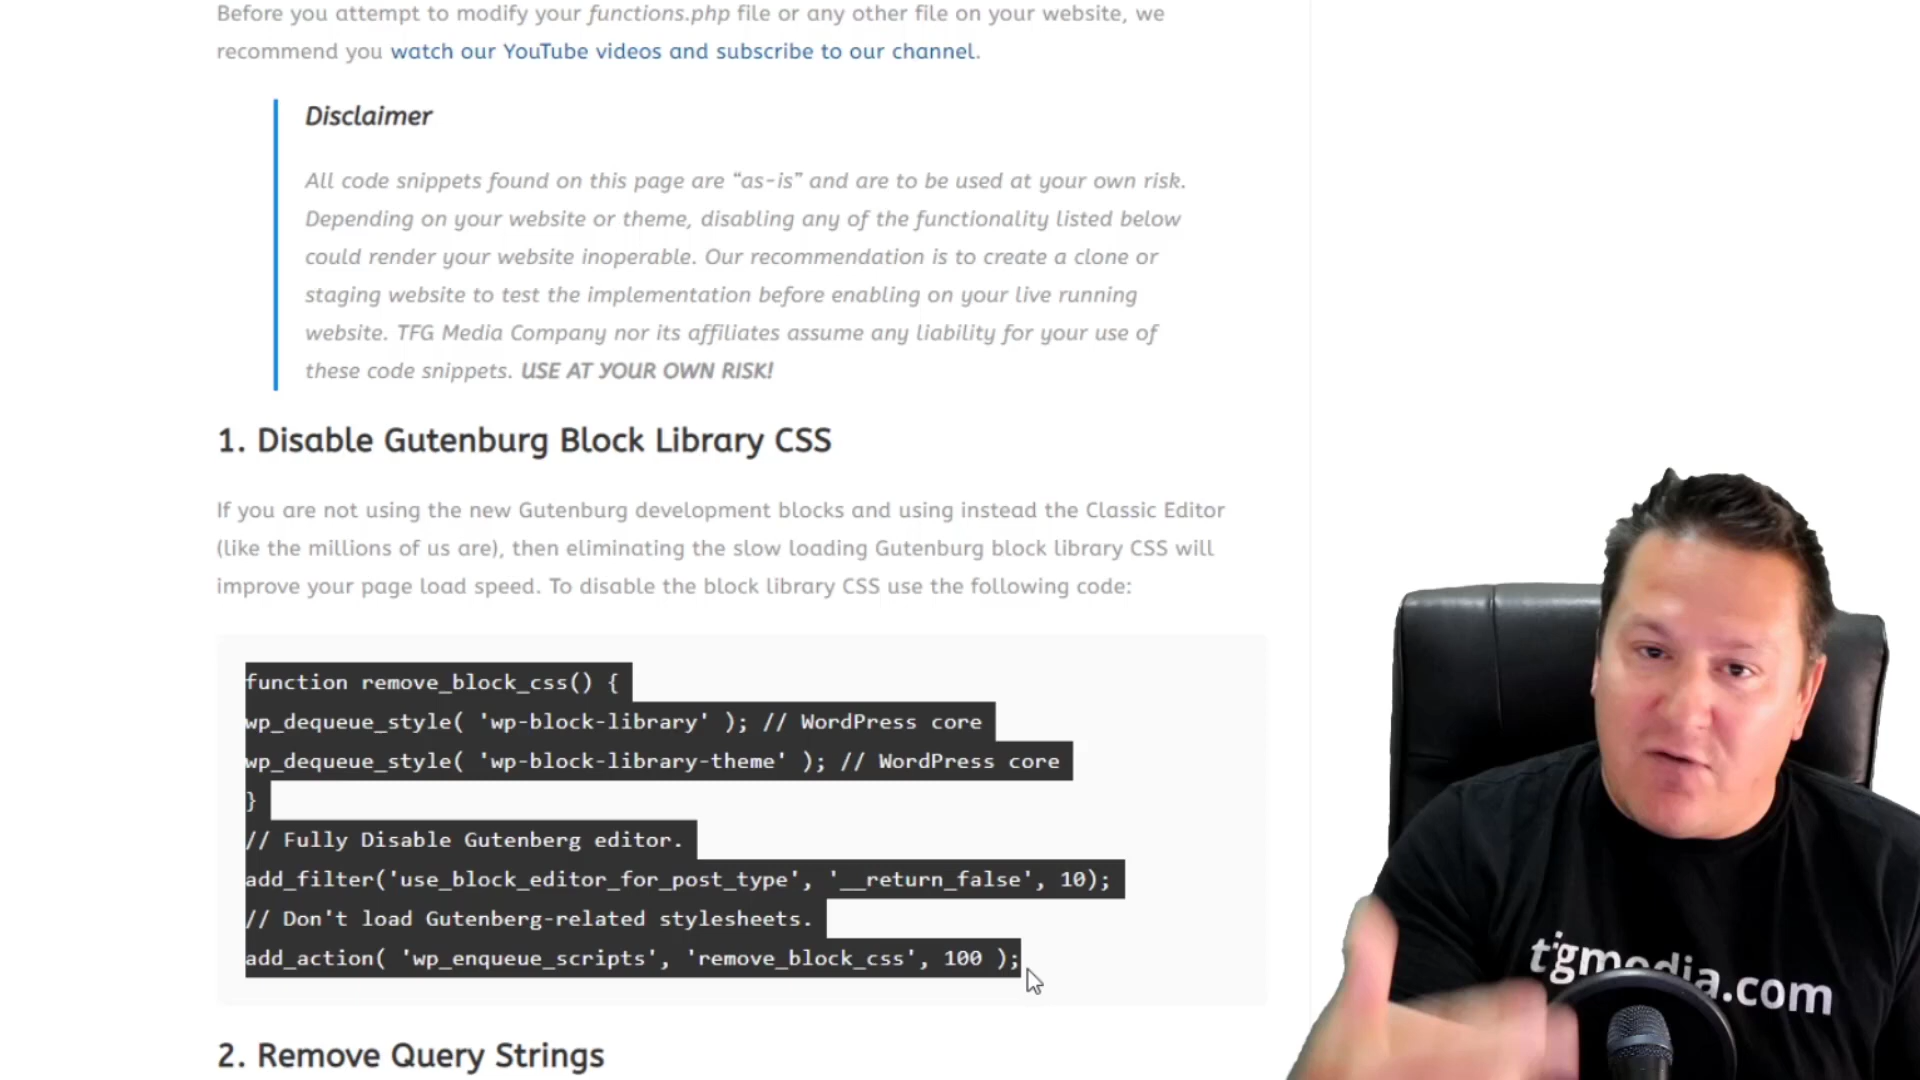 Before you attempt to modify your functions.php file or any other file on your website, we
recommend you watch our YouTube videos and subscribe to our channel.
Disclaimer
All code snippets found on this page are “as-is” and are to be used at your own risk.
Depending on your website or theme, disabling any of the functionality listed below
could render your website inoperable. Our recommendation is to create a clone or
staging website to test the implementation before enabling on your live running
website. TFG Media Company nor its affiliates assume any liability for your use of
these code snippets. USE AT YOUR OWN RISK!
1. Disable Gutenburg Block Library CSS
If you are not using the new Gutenburg development blocks and using instead the Classic Editor
(like the millions of us are), then eliminating the slow loading Gutenburg block library CSS will
improve your page load speed. To disable the block library CSS use the following code:
function remove_block_css() {
wp_dequeue_style( 'wp-block-library' ); // WordPress core
wp_dequeue_style( 'wp-block-library-theme' ); // WordPress core
}
// Fully Disable Gutenberg editor.
add_filter('use_block_editor_for_post_type', '__return_false', 10);
// Don't load Gutenberg-related stylesheets.
add_action( 'wp_enqueue_scripts', 'remove_block_css', 100 );
2. Remove Query Strings